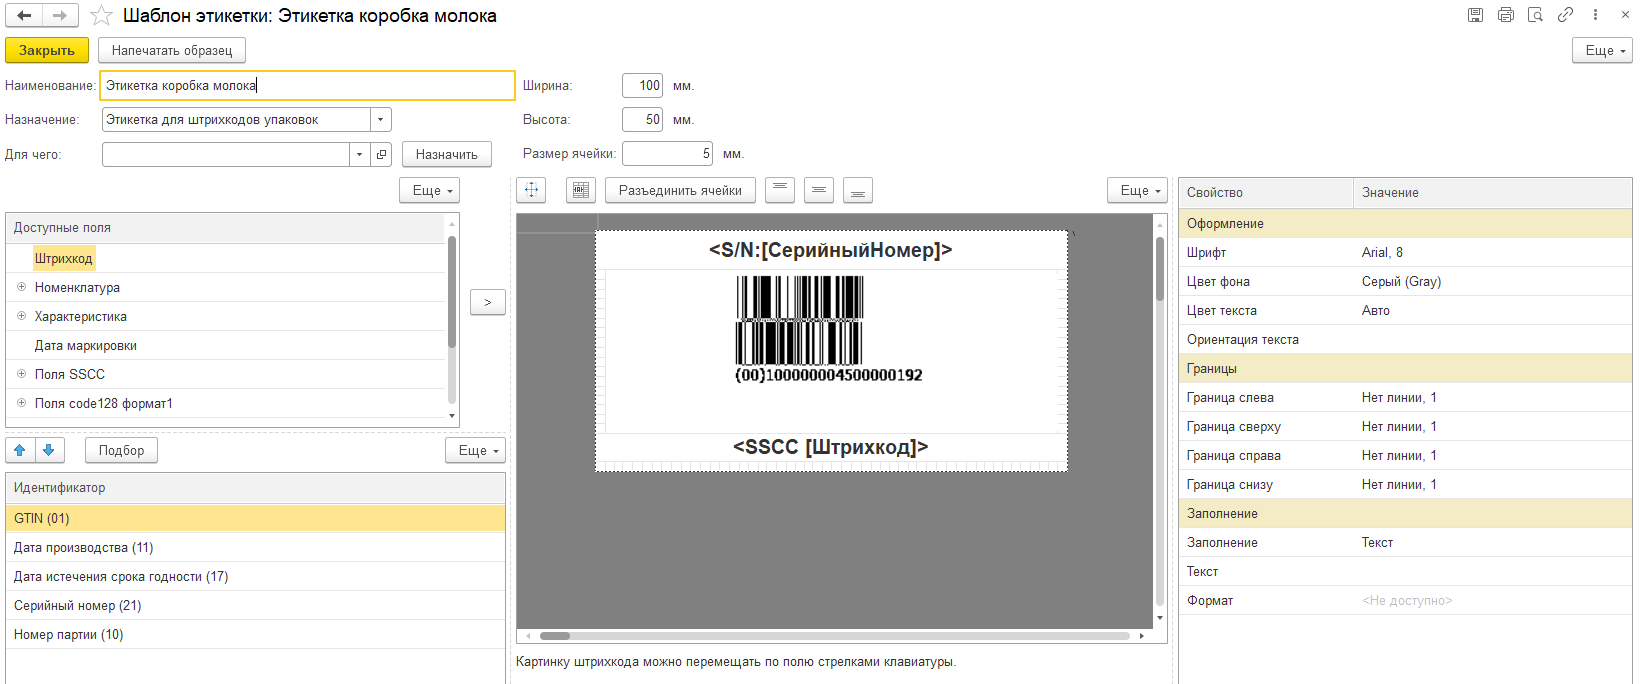 Шаблон этикетки: Этикетка коробка молока
Закрыть
Напечатать образец
Еще
Наименование: Этикетка коробка молока
Ширина: 100 мм.
Назначение: Этикетка для штрихкодов упаковок
Высота: 50 мм.
Для чего:
Назначить
Размер ячейки: 5 мм.
Еще
Разъединить ячейки
Еще
Доступные поля
Штрихкод
Номенклатура
Характеристика
Дата маркировки
Поля SSCC
Поля code128 формат1
>
Подбор
Еще
Идентификатор
GTIN (01)
Дата производства (11)
Дата истечения срока годности (17)
Серийный номер (21)
Номер партии (10)
<S/N:[СерийныйНомер]>
(00)100000004500000192
<SSCC [Штрихкод]>
Картинку штрихкода можно перемещать по полю стрелками клавиатуры.
Свойство Значение
Оформление
Шрифт Arial, 8
Цвет фона Серый (Gray)
Цвет текста Авто
Ориентация текста
Границы
Граница слева Нет линии, 1
Граница сверху Нет линии, 1
Граница справа Нет линии, 1
Граница снизу Нет линии, 1
Заполнение
Заполнение Текст
Текст
Формат <Не доступно>